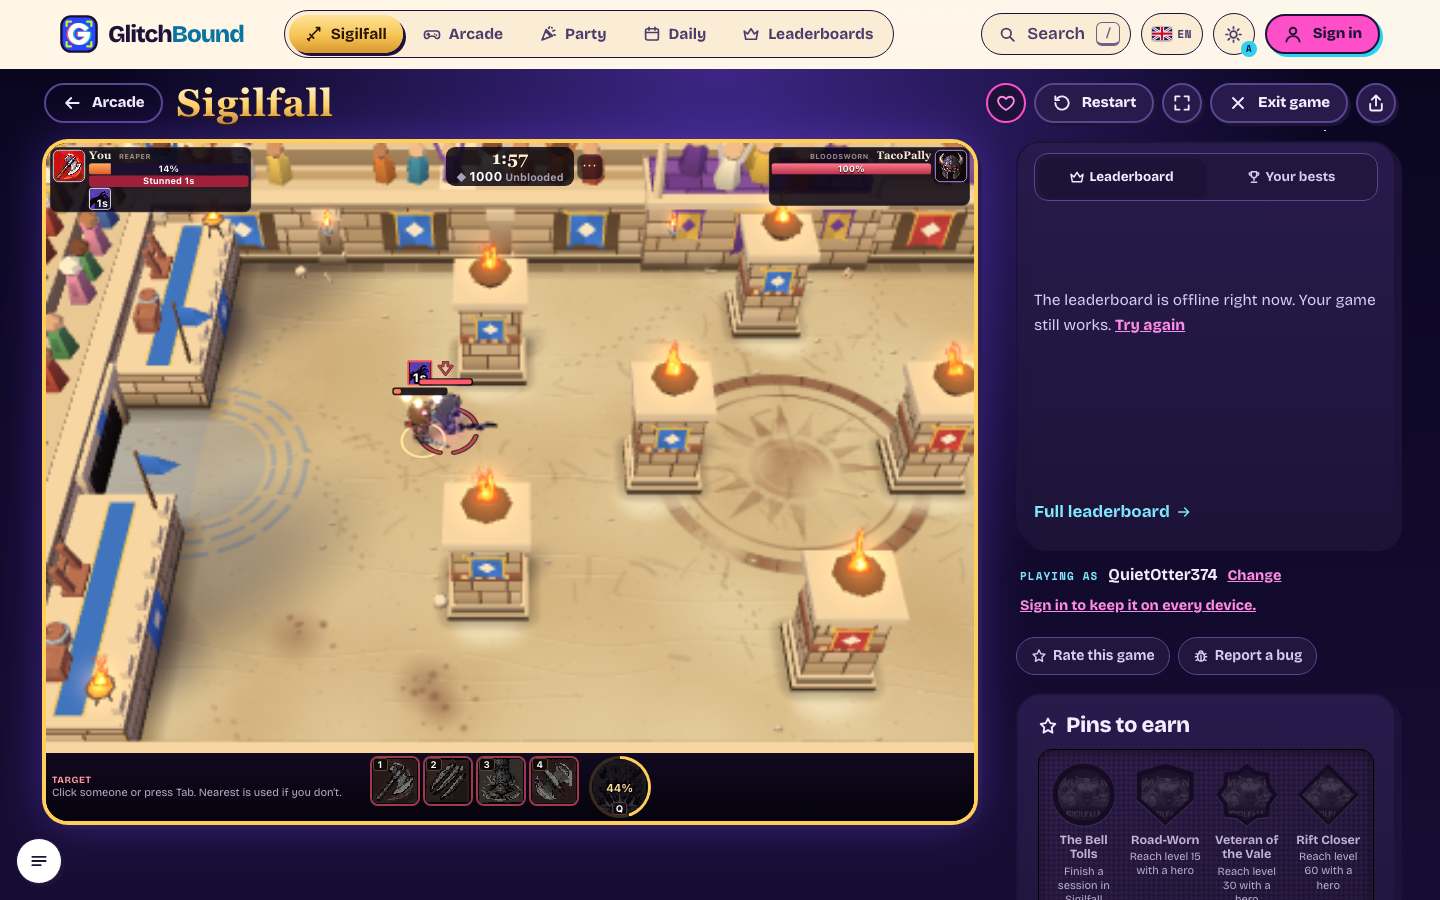 GlitchBound
Sigilfall
Arcade
Party
Daily
Leaderboards
Search /
EN
A
Sign in
Arcade
Sigilfall
Restart
Exit game
You REAPER
14%
Stunned 1s
1s
1:57
1000 Unblooded
...
BLOODSWORN TacoPally
100%
TARGET
Click someone or press Tab. Nearest is used if you don't.
1
2
3
4
44%
Q
Leaderboard
Your bests
The leaderboard is offline right now. Your game
still works. Try again
Full leaderboard →
PLAYING AS QuietOtter374 Change
Sign in to keep it on every device.
Rate this game
Report a bug
Pins to earn
The Bell
Tolls
Finish a
session in
Sigilfall
Road-Worn
Reach level 15
with a hero
Veteran of
the Vale
Reach level
30 with a
hero
Rift Closer
Reach level
60 with a
hero